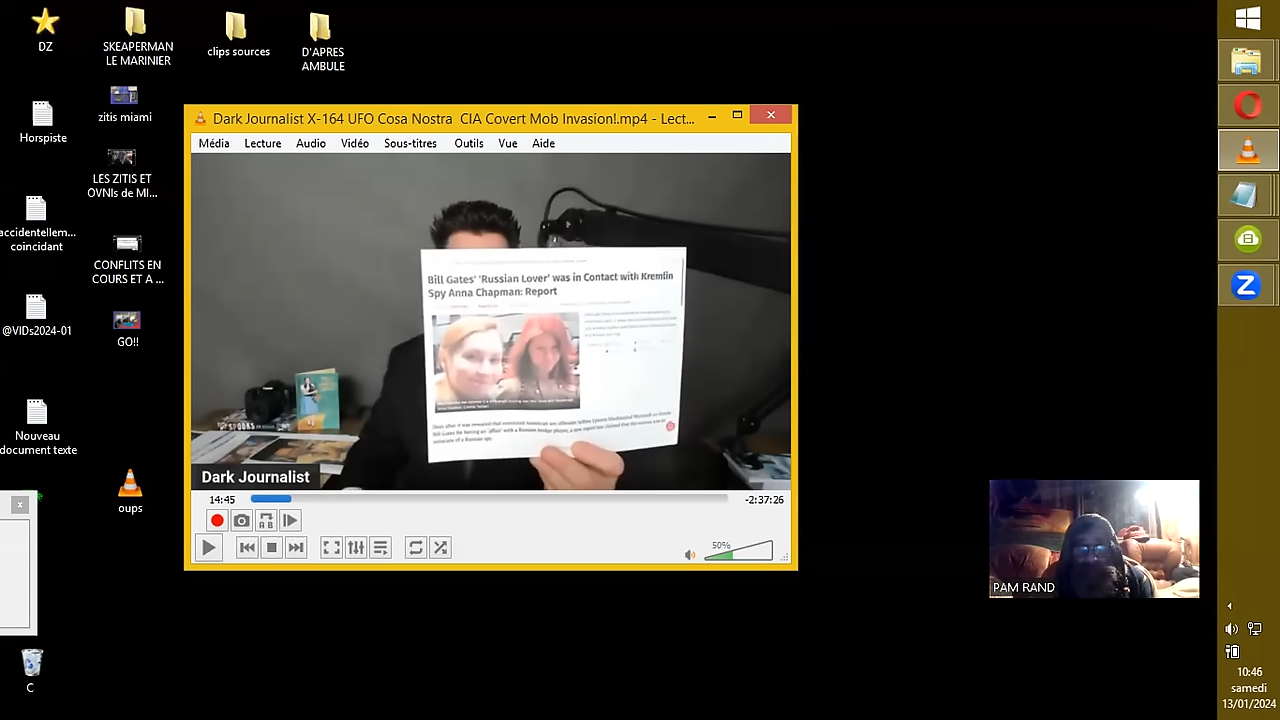 DZ
SKEAPERMAN
LE MARINIER
clips sources
D'APRES
AMBULE
Horspiste
zitis miami
LES ZITIS ET
OVNIs de MI...
accidentellem...
coincidant
CONFLITS EN
COURS ET A ...
@VIDs2024-01
GO!!
Nouveau
oups
C
Dark Journalist X-164 UFO Cosa Nostra CIA Covert Mob Invasion!.mp4 - Lect...
Média Lecture Audio Vidéo Sous-titres Outils Vue Aide
Bill Gates' 'Russian Lover' was in Contact with Kremlin
Spy Anna Chapman: Report
SPOOKS
Dark Journalist
14:45
-2:37:26
50%
PAM RAND
10:46
samedi
13/01/2024